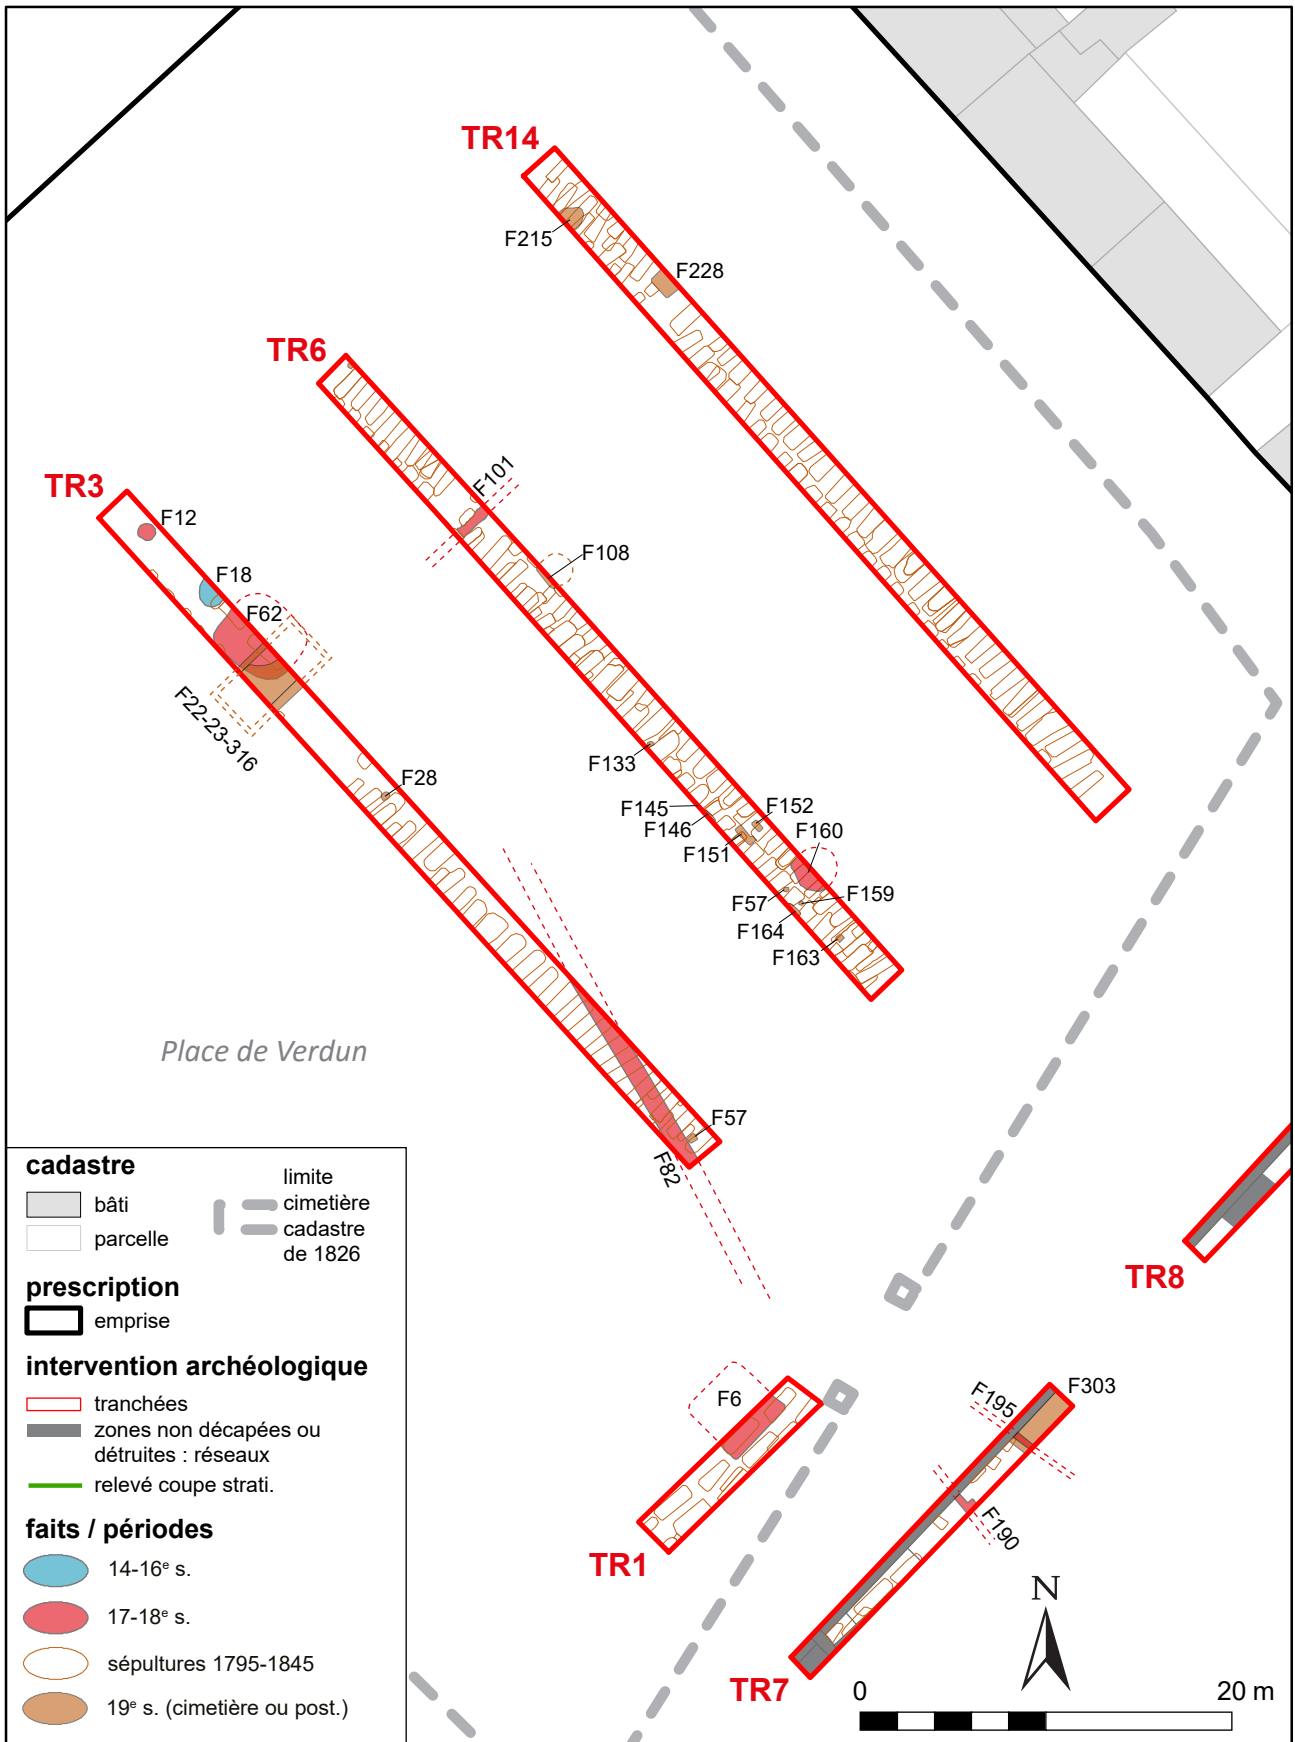 TR14
F215
F228
TR6
F101
TR3
F12
F108
F18
F62
F22-23-316
F28
F133
F145
F152
F146
F160
F151
F57
F159
F164
F163
Place de Verdun
F57
F82
cadastre
bâti
parcelle
limite
cimetière
cadastre
de 1826
prescription
emprise
intervention archéologique
tranchées
zones non décapées ou
détruites : réseaux
relevé coupe strati.
faits / périodes
14-16e s.
17-18e s.
sépultures 1795-1845
19e s. (cimetière ou post.)
TR8
F6
F195
F303
F190
TR1
TR7
N
0 20 m